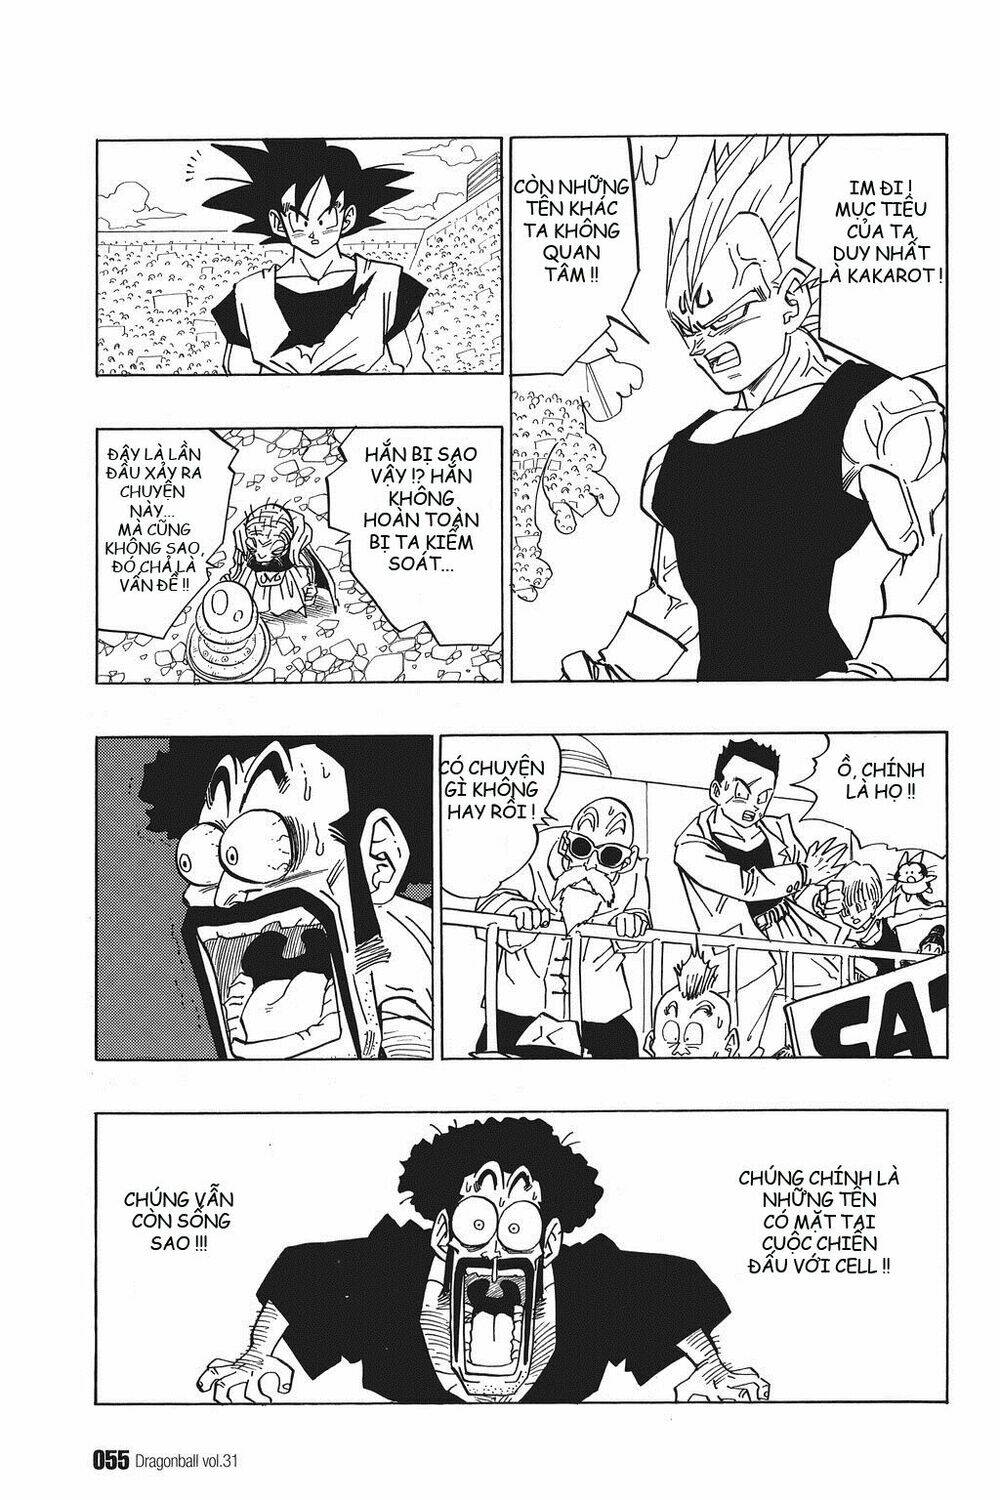 IM ĐI !
MỤC TIÊU
CỦA TA
DUY NHẤT
LÀ KAKAROT !
CÒN NHỮNG
TÊN KHÁC
TA KHÔNG
QUAN
TÂM !!
HẮN BỊ SAO
VẬY !? HẮN
KHÔNG
HOÀN TOÀN
BỊ TA KIỂM
SOÁT...
ĐÂY LÀ LẦN
ĐẦU XẢY RA
CHUYỆN
NÀY...
MÀ CŨNG
KHÔNG SAO,
ĐÓ CHẢ LÀ
VẤN ĐỀ !!
Ồ, CHÍNH
LÀ HỌ !!
CÓ CHUYỆN
GÌ KHÔNG
HAY RỒI !
CAT
CHÚNG CHÍNH LÀ
NHỮNG TÊN
CÓ MẶT TẠI
CUỘC CHIẾN
ĐẤU VỚI CELL !!
CHÚNG VẪN
CÒN SỐNG
SAO !!!
055 Dragonball vol.31